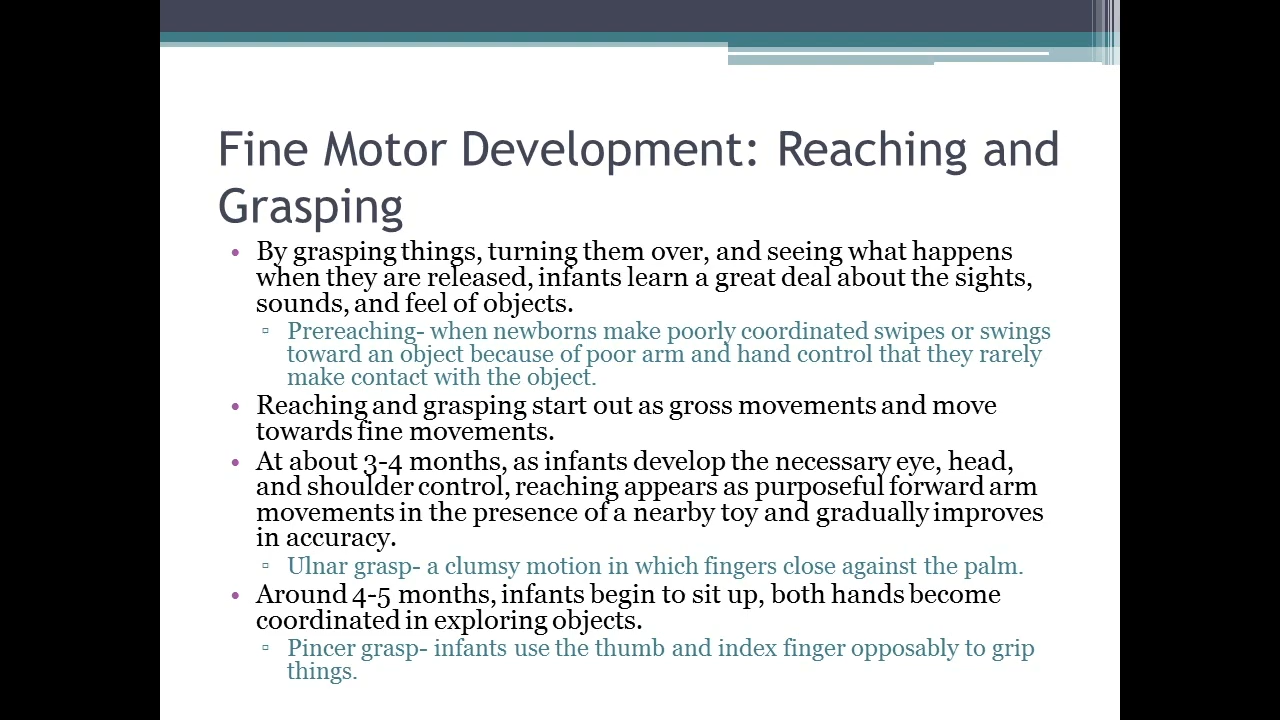 Fine Motor Development: Reaching and
Grasping
• By grasping things, turning them over, and seeing what happens
when they are released, infants learn a great deal about the sights,
sounds, and feel of objects.
▫ Prereaching- when newborns make poorly coordinated swipes or swings
toward an object because of poor arm and hand control that they rarely
make contact with the object.
• Reaching and grasping start out as gross movements and move
towards fine movements.
• At about 3-4 months, as infants develop the necessary eye, head,
and shoulder control, reaching appears as purposeful forward arm
movements in the presence of a nearby toy and gradually improves
in accuracy.
▫ Ulnar grasp- a clumsy motion in which fingers close against the palm.
• Around 4-5 months, infants begin to sit up, both hands become
coordinated in exploring objects.
▫ Pincer grasp- infants use the thumb and index finger opposably to grip
things.